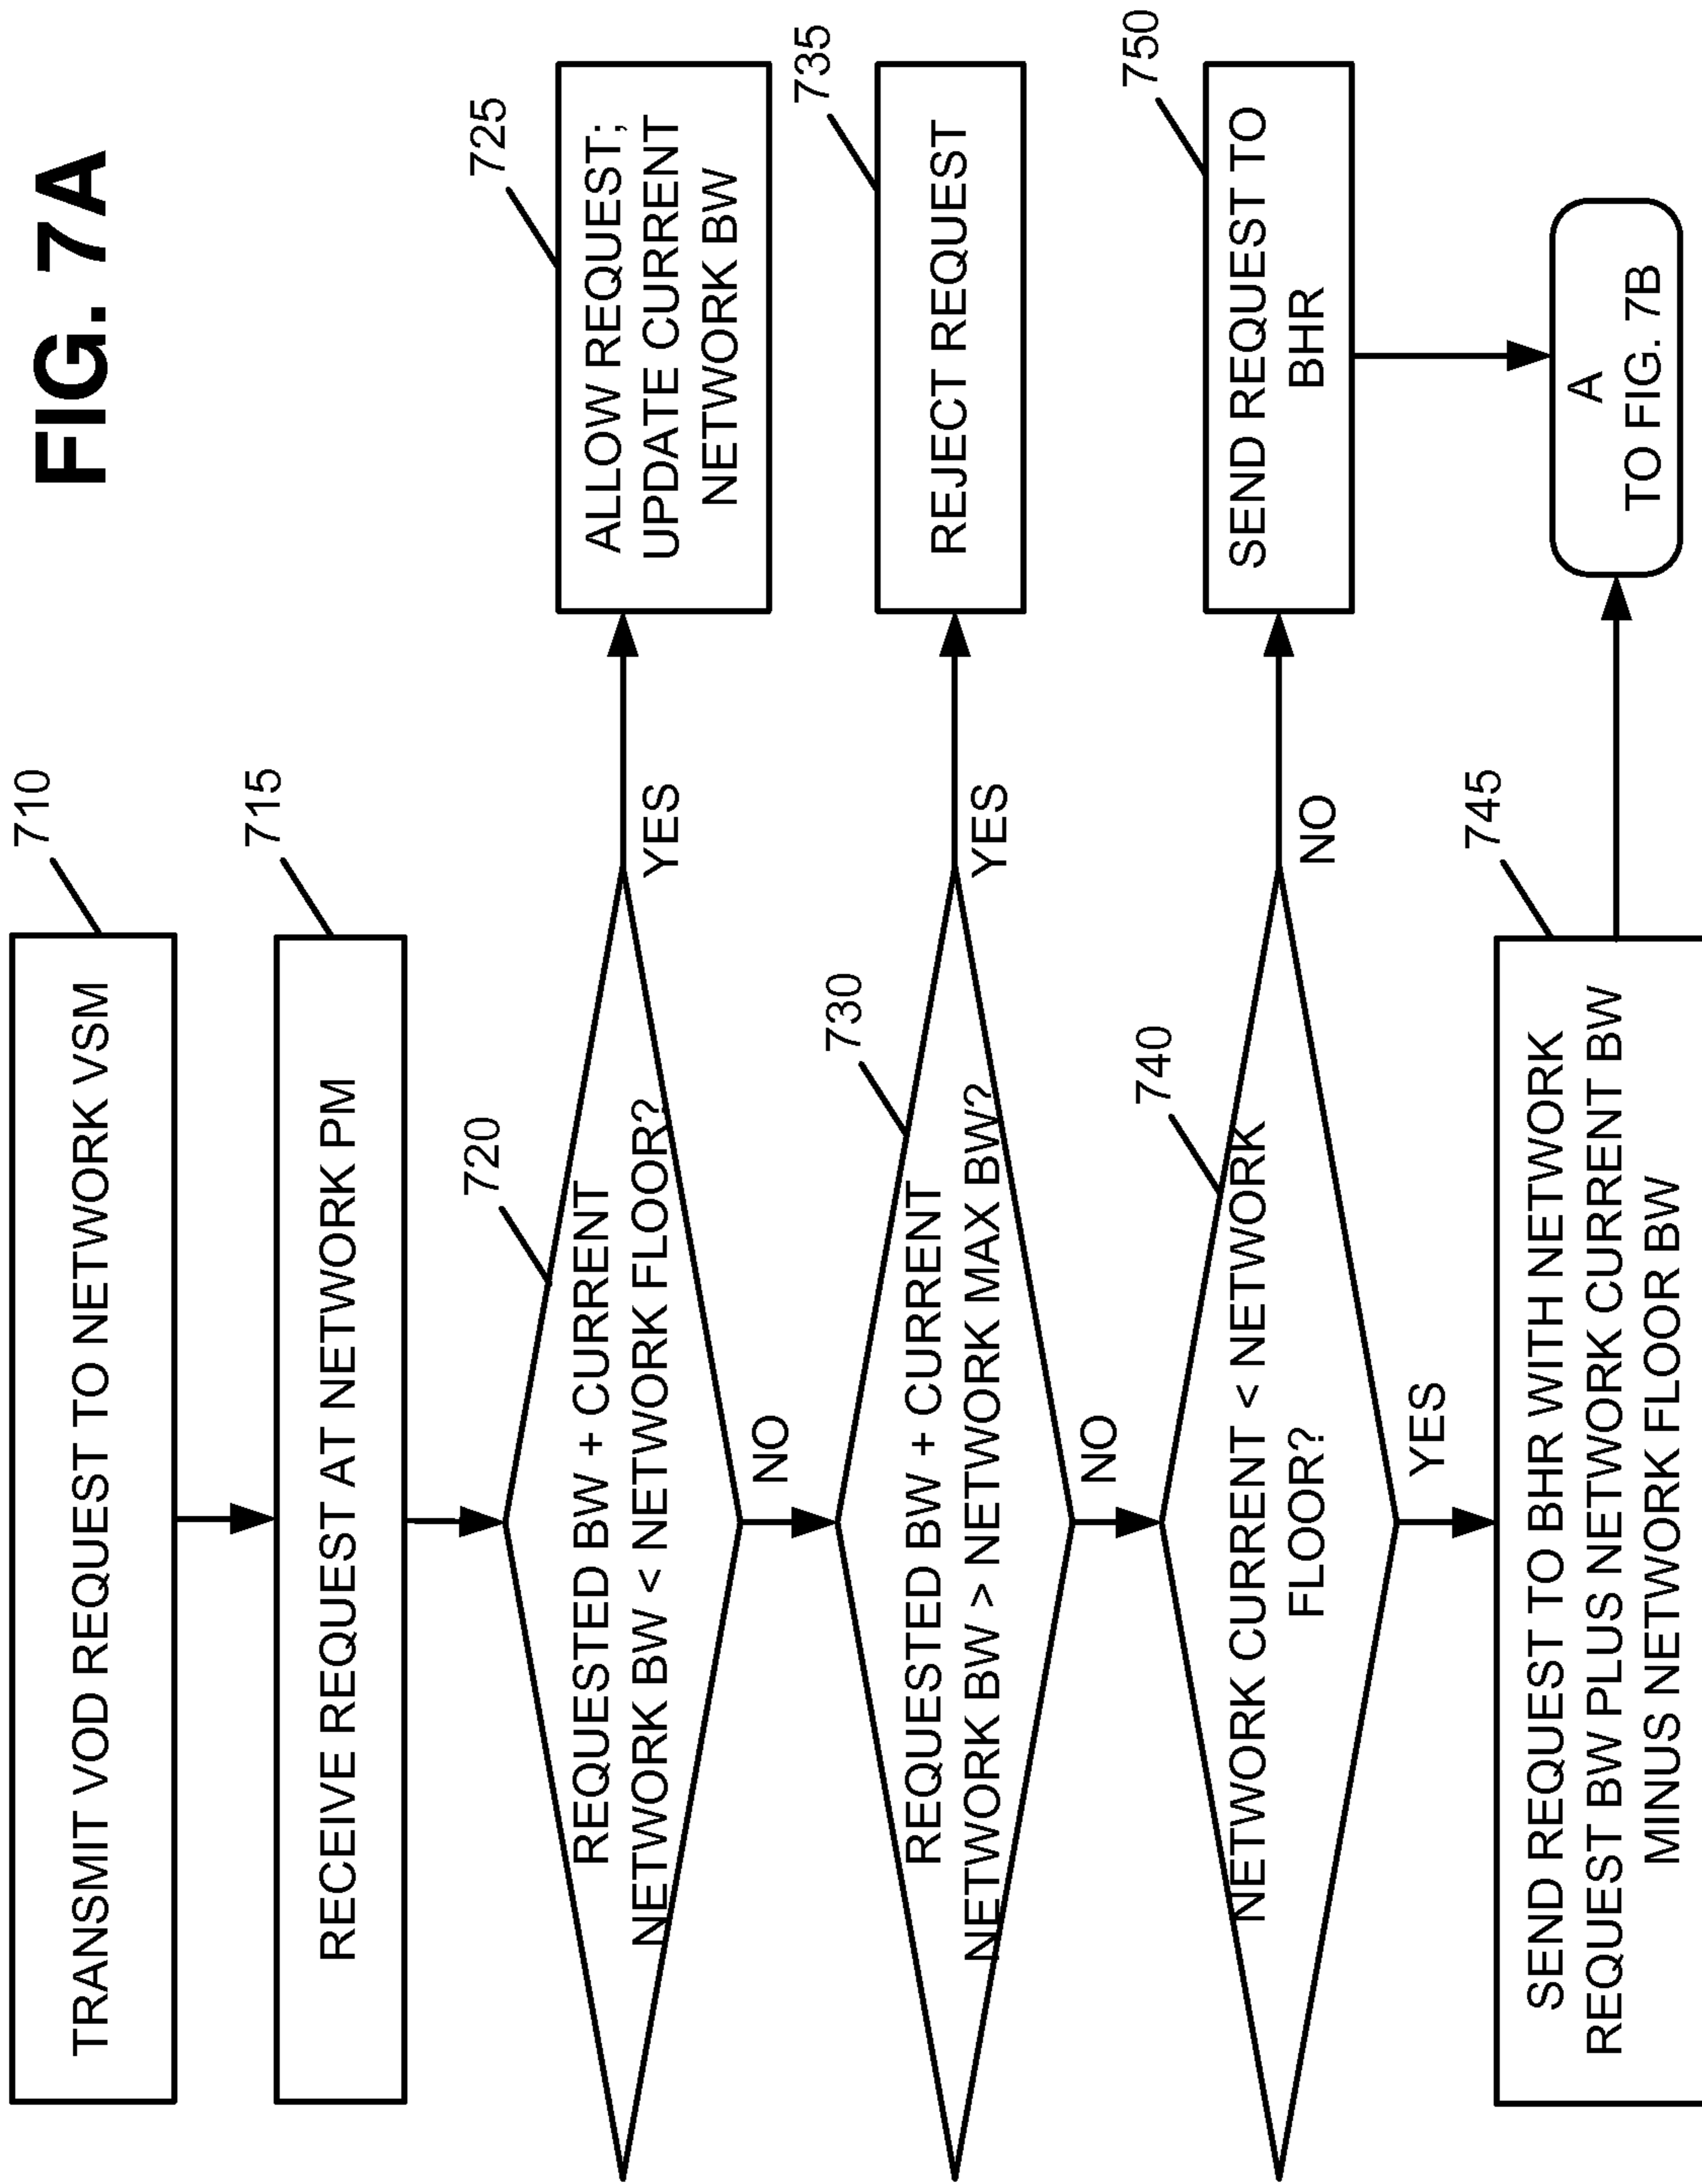 FIG. 7A
710
TRANSMIT VOD REQUEST TO NETWORK VSM
715
RECEIVE REQUEST AT NETWORK PM
720
REQUESTED BW + CURRENT
NETWORK BW < NETWORK FLOOR?
YES
NO
725
ALLOW REQUEST;
UPDATE CURRENT
NETWORK BW
730
REQUESTED BW + CURRENT
NETWORK BW > NETWORK MAX BW?
YES
NO
735
REJECT REQUEST
740
NETWORK CURRENT < NETWORK
FLOOR?
NO
YES
750
SEND REQUEST TO
BHR
745
SEND REQUEST TO BHR WITH NETWORK
REQUEST BW PLUS NETWORK CURRENT BW
MINUS NETWORK FLOOR BW
A
TO FIG. 7B